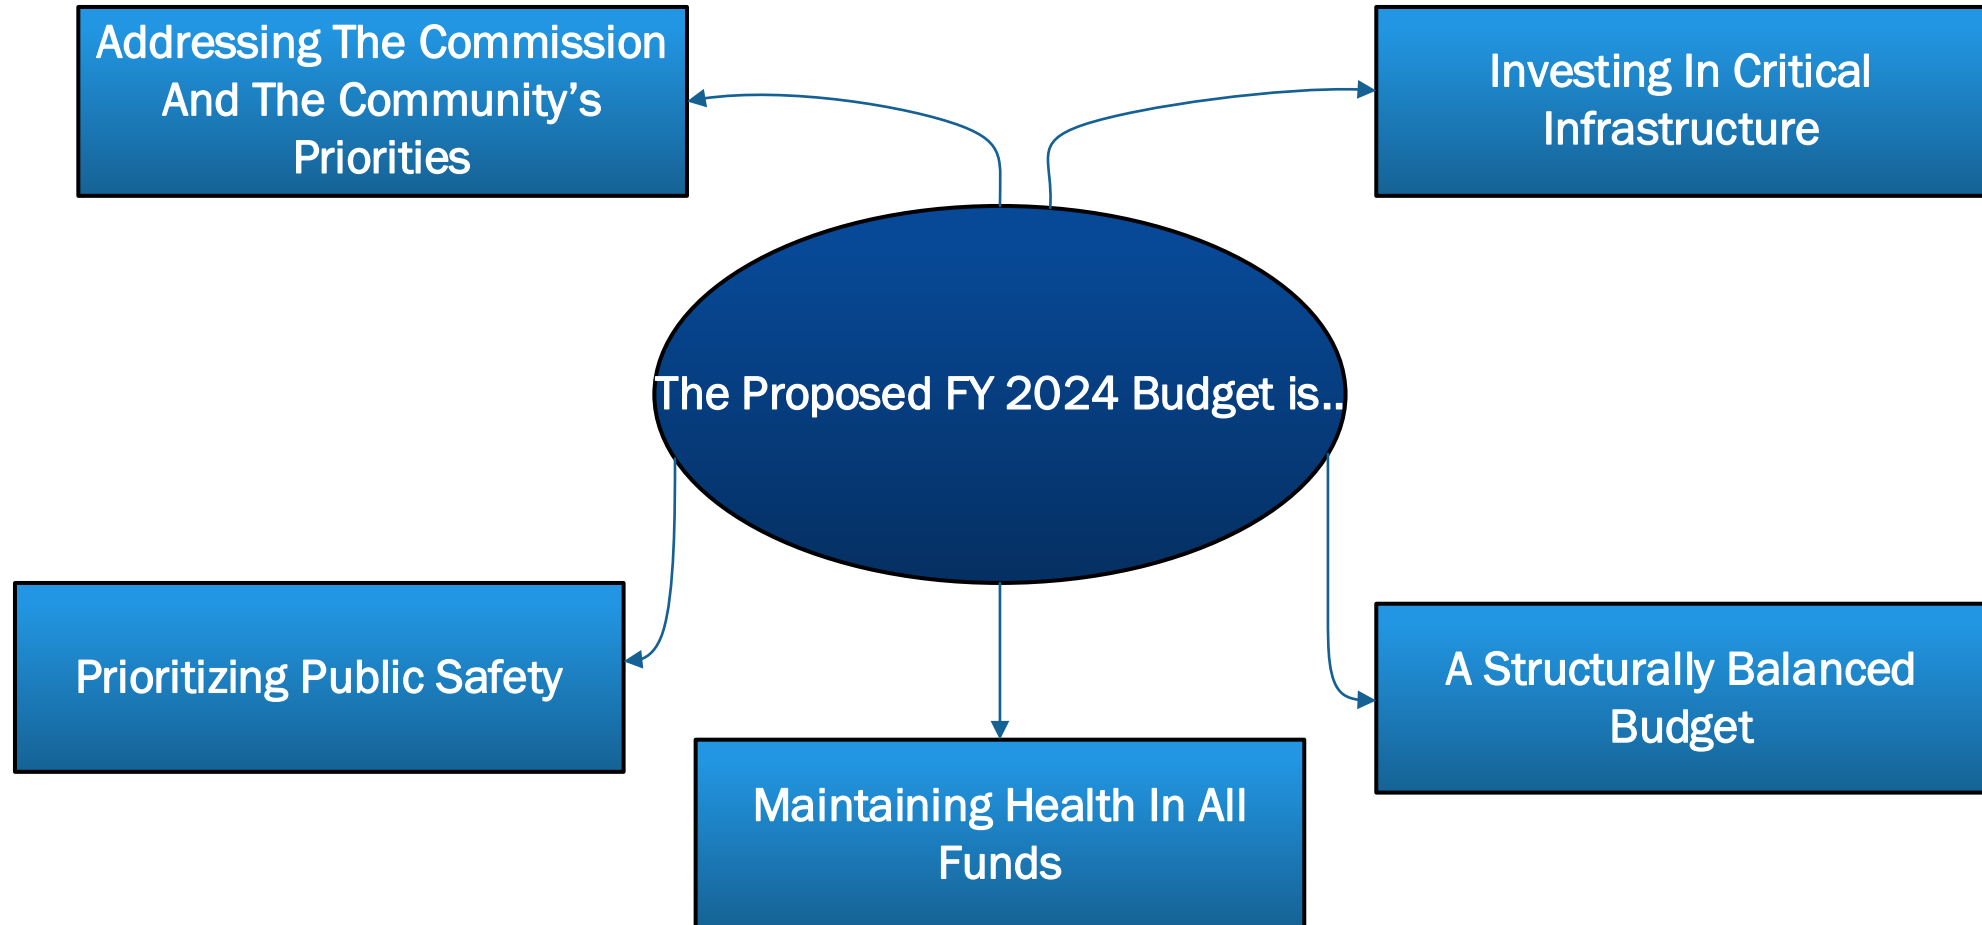 Addressing The Commission
And The Community’s
Priorities
Investing In Critical
Infrastructure
The Proposed FY 2024 Budget is..
Prioritizing Public Safety
A Structurally Balanced
Budget
Maintaining Health In All
Funds